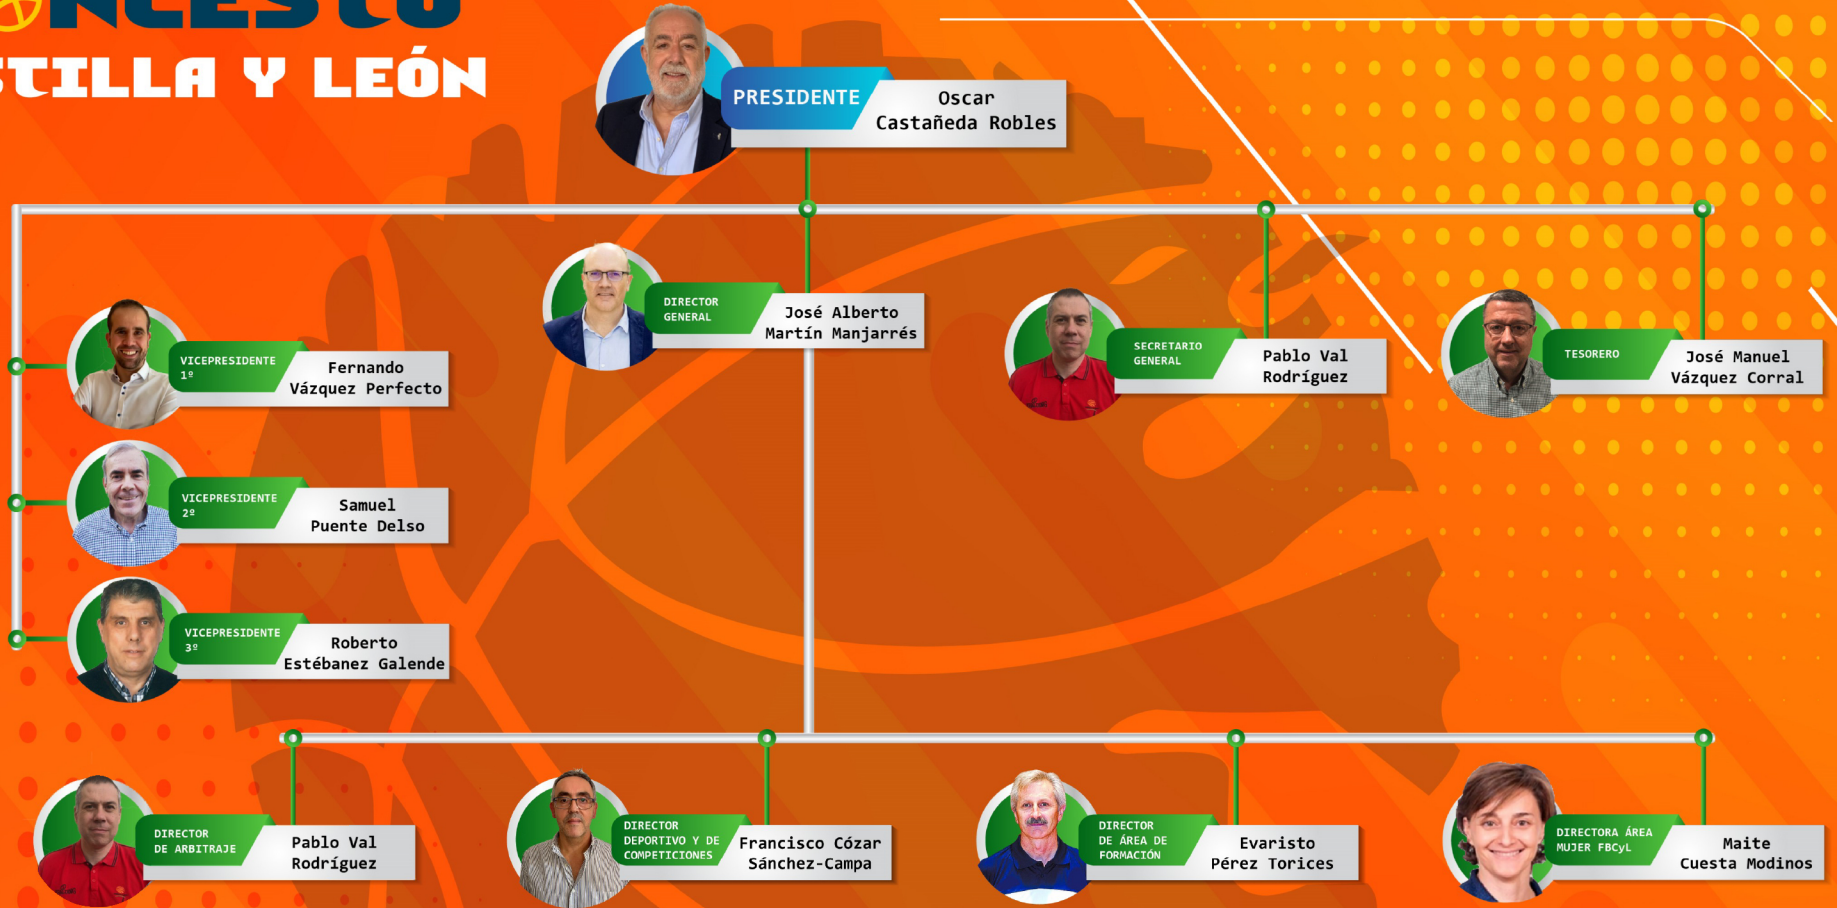 NCESTO
STILLA Y LEÓN
PRESIDENTE
Oscar
Castañeda Robles
DIRECTOR
GENERAL
José Alberto
Martín Manjarrés
SECRETARIO
GENERAL
Pablo Val
Rodríguez
TESORERO
José Manuel
Vázquez Corral
VICEPRESIDENTE
1º
Fernando
Vázquez Perfecto
VICEPRESIDENTE
2º
Samuel
Puente Delso
VICEPRESIDENTE
3º
Roberto
Estébanez Galende
DIRECTOR
DE ARBITRAJE
Pablo Val
Rodríguez
DIRECTOR
DEPORTIVO Y DE
COMPETICIONES
Francisco Cózar
Sánchez-Campa
DIRECTOR
DE ÁREA DE
FORMACIÓN
Evaristo
Pérez Torices
DIRECTORA ÁREA
MUJER FBCyL
Maite
Cuesta Modinos